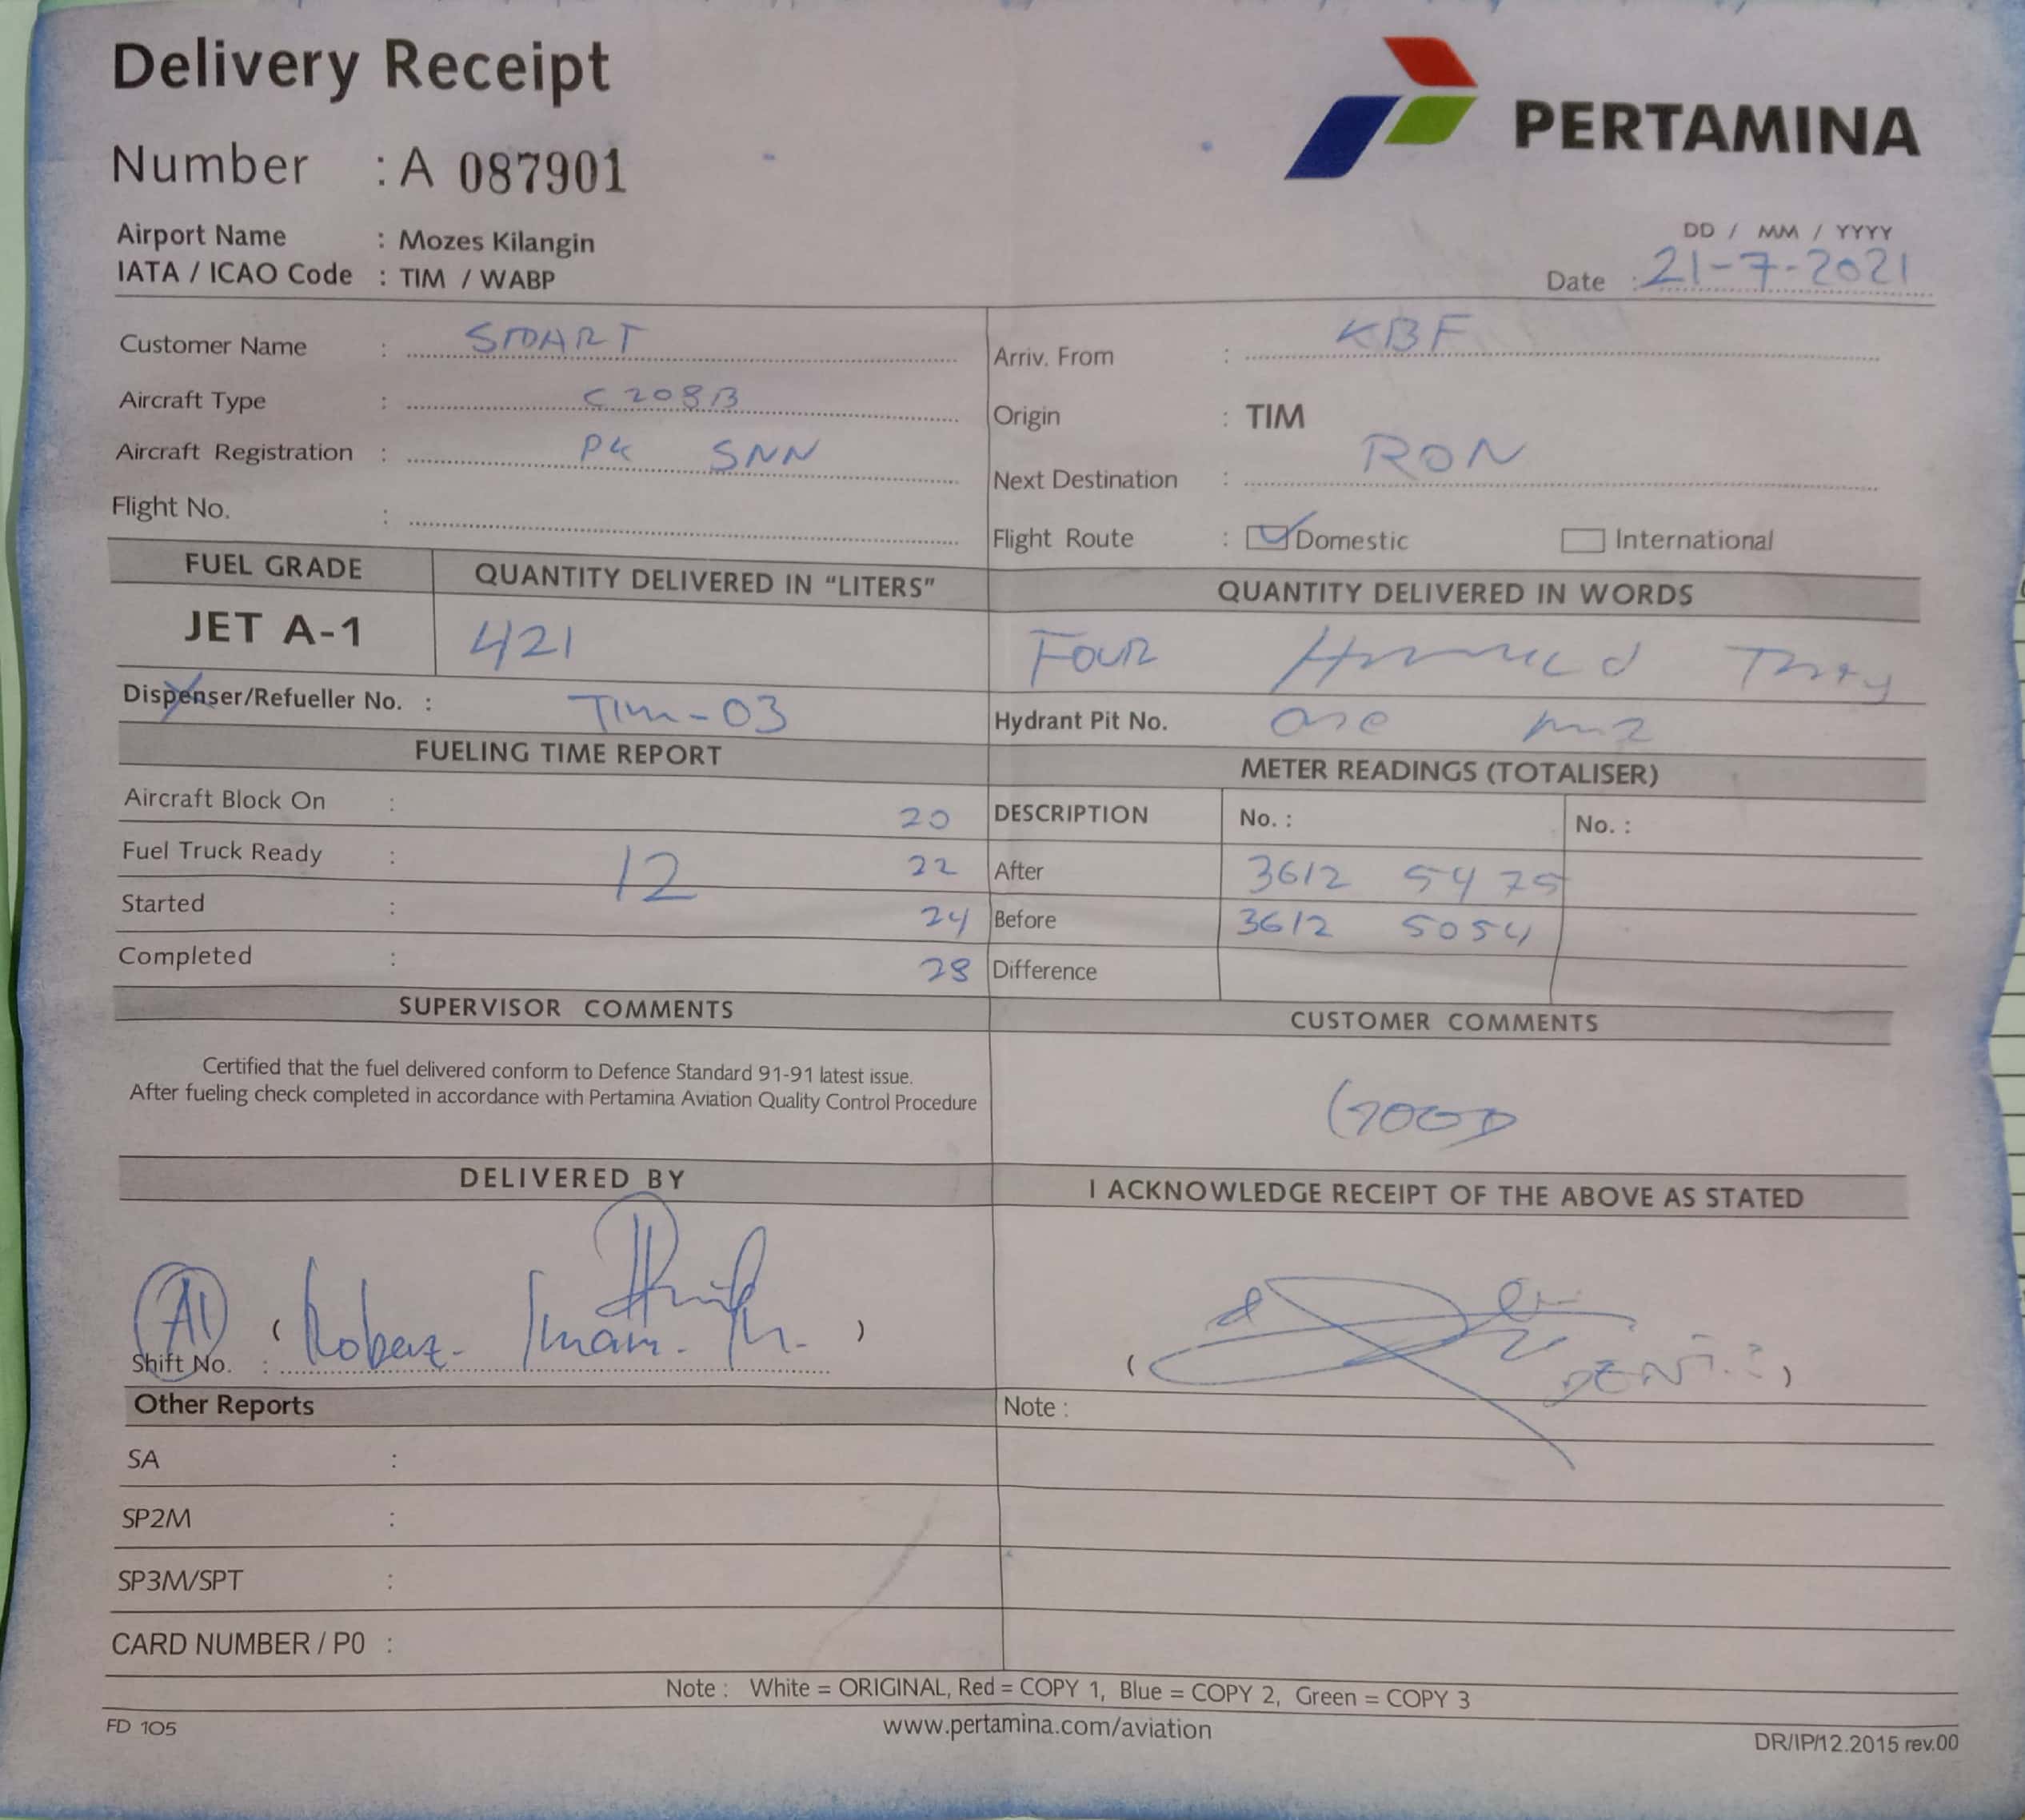 Delivery Receipt
PERTAMINA
Number : A 087901
Airport Name : Mozes Kilangin
IATA / ICAO Code : TIM / WABP
DD / MM / YYYY
Date : 21-7-2021
Customer Name : SMART
Arriv. From : KBF
Aircraft Type : C208B
Origin : TIM
Aircraft Registration : PK SNN
Next Destination : RON
Flight No. :
Flight Route : Domestic International
FUEL GRADE QUANTITY DELIVERED IN "LITERS" QUANTITY DELIVERED IN WORDS
JET A-1 421 FOUR
Dispenser/Refueller No. : TIM-03
Hydrant Pit No. one
FUELING TIME REPORT METER READINGS (TOTALISER)
Aircraft Block On : 20 DESCRIPTION No. : No. :
Fuel Truck Ready : 12 22 After 3612 5475
Started : 24 Before 3612 5054
Completed : 28 Difference
SUPERVISOR COMMENTS CUSTOMER COMMENTS
Certified that the fuel delivered conform to Defence Standard 91-91 latest issue.
After fueling check completed in accordance with Pertamina Aviation Quality Control Procedure
GOOD
DELIVERED BY I ACKNOWLEDGE RECEIPT OF THE ABOVE AS STATED
A1 ( Imam. )
Shift No. :
( )
Other Reports Note :
SA :
SP2M :
SP3M/SPT :
CARD NUMBER / P0 :
Note : White = ORIGINAL, Red = COPY 1, Blue = COPY 2, Green = COPY 3
FD 105 www.pertamina.com/aviation DR/IP/12.2015 rev.00